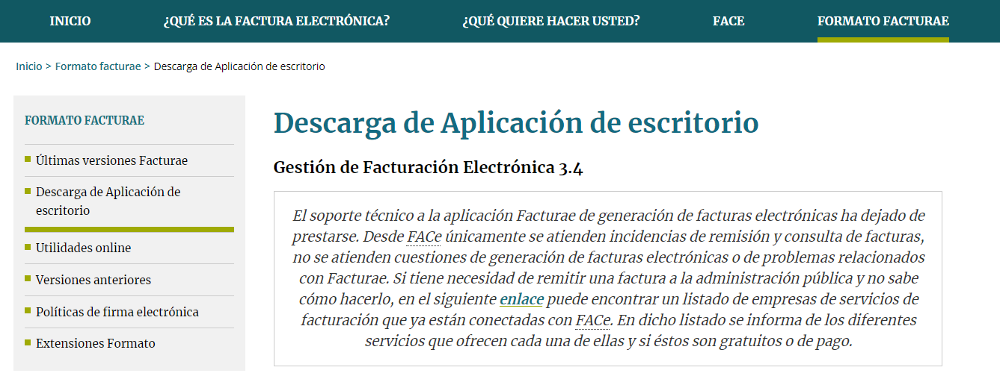 INICIO ¿QUÉ ES LA FACTURA ELECTRÓNICA? ¿QUÉ QUIERE HACER USTED? FACE FORMATO FACTURAE
Inicio > Formato facturae > Descarga de Aplicación de escritorio
FORMATO FACTURAE
Últimas versiones Facturae
Descarga de Aplicación de
escritorio
Utilidades online
Versiones anteriores
Políticas de firma electrónica
Extensiones Formato
Descarga de Aplicación de escritorio
Gestión de Facturación Electrónica 3.4
El soporte técnico a la aplicación Facturae de generación de facturas electrónicas ha dejado de
prestarse. Desde FACe únicamente se atienden incidencias de remisión y consulta de facturas,
no se atienden cuestiones de generación de facturas electrónicas o de problemas relacionados
con Facturae. Si tiene necesidad de remitir una factura a la administración pública y no sabe
cómo hacerlo, en el siguiente enlace puede encontrar un listado de empresas de servicios de
facturación que ya están conectadas con FACe. En dicho listado se informa de los diferentes
servicios que ofrecen cada una de ellas y si éstos son gratuitos o de pago.